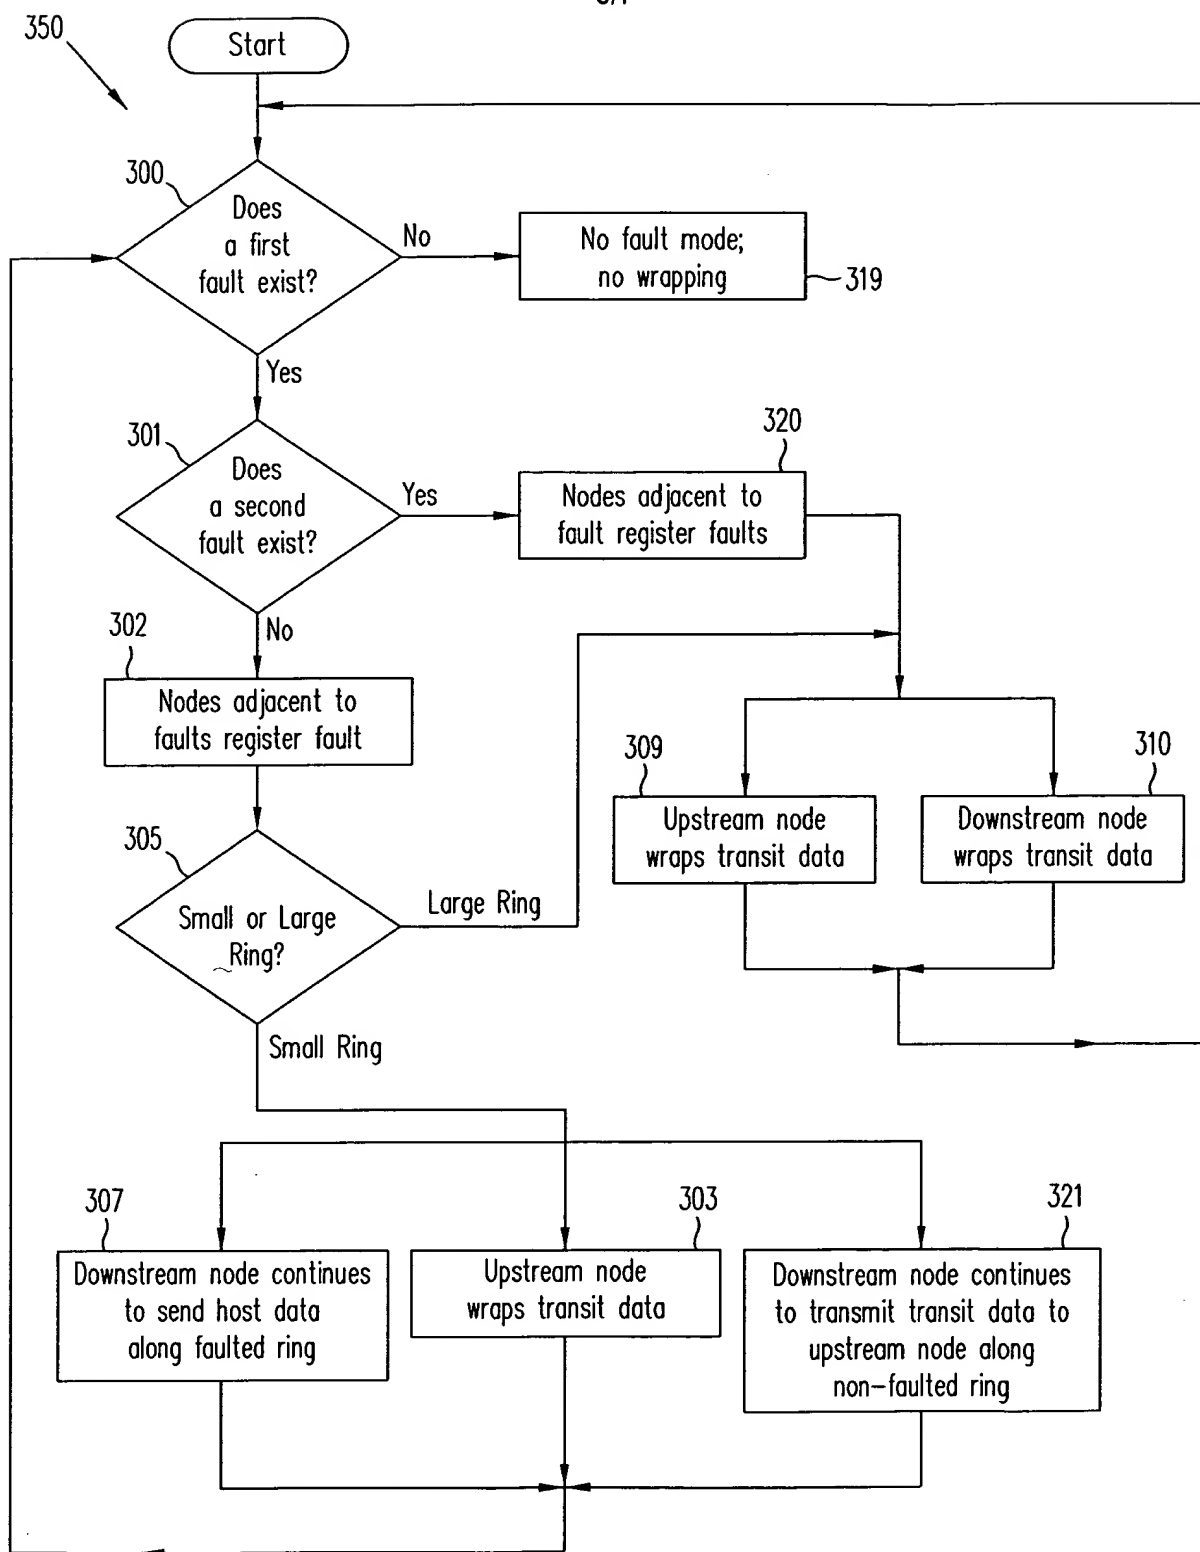 350
Start
300
Does
a first
fault exist?
No
No fault mode;
no wrapping
319
Yes
301
Does
a second
fault exist?
Yes
320
Nodes adjacent to
fault register faults
No
302
Nodes adjacent to
faults register fault
309
Upstream node
wraps transit data
310
Downstream node
wraps transit data
305
Small or Large
Ring?
Large Ring
Small Ring
307
Downstream node continues
to send host data
along faulted ring
303
Upstream node
wraps transit data
321
Downstream node continues
to transmit transit data to
upstream node along
non-faulted ring